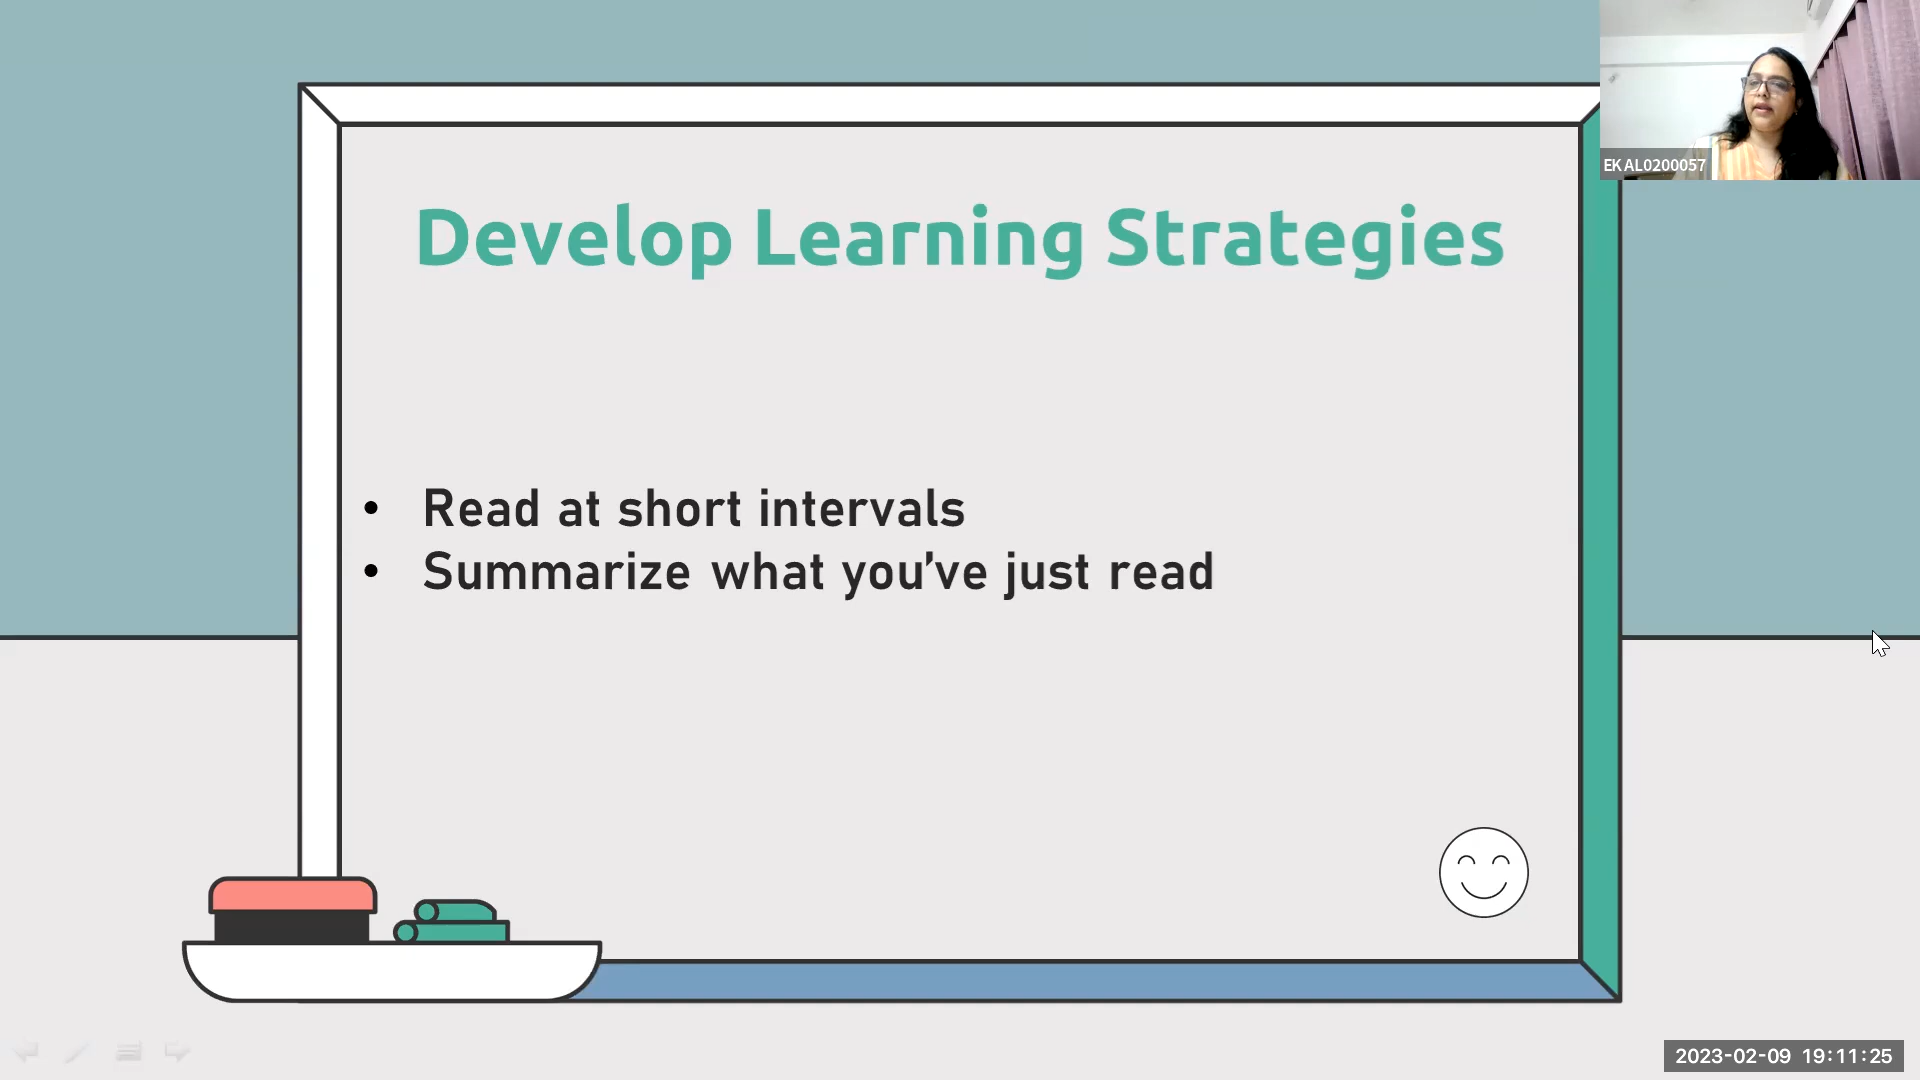 Develop Learning Strategies
• Read at short intervals
• Summarize what you've just read
EKAL0200057
2023-02-09 19:11:25